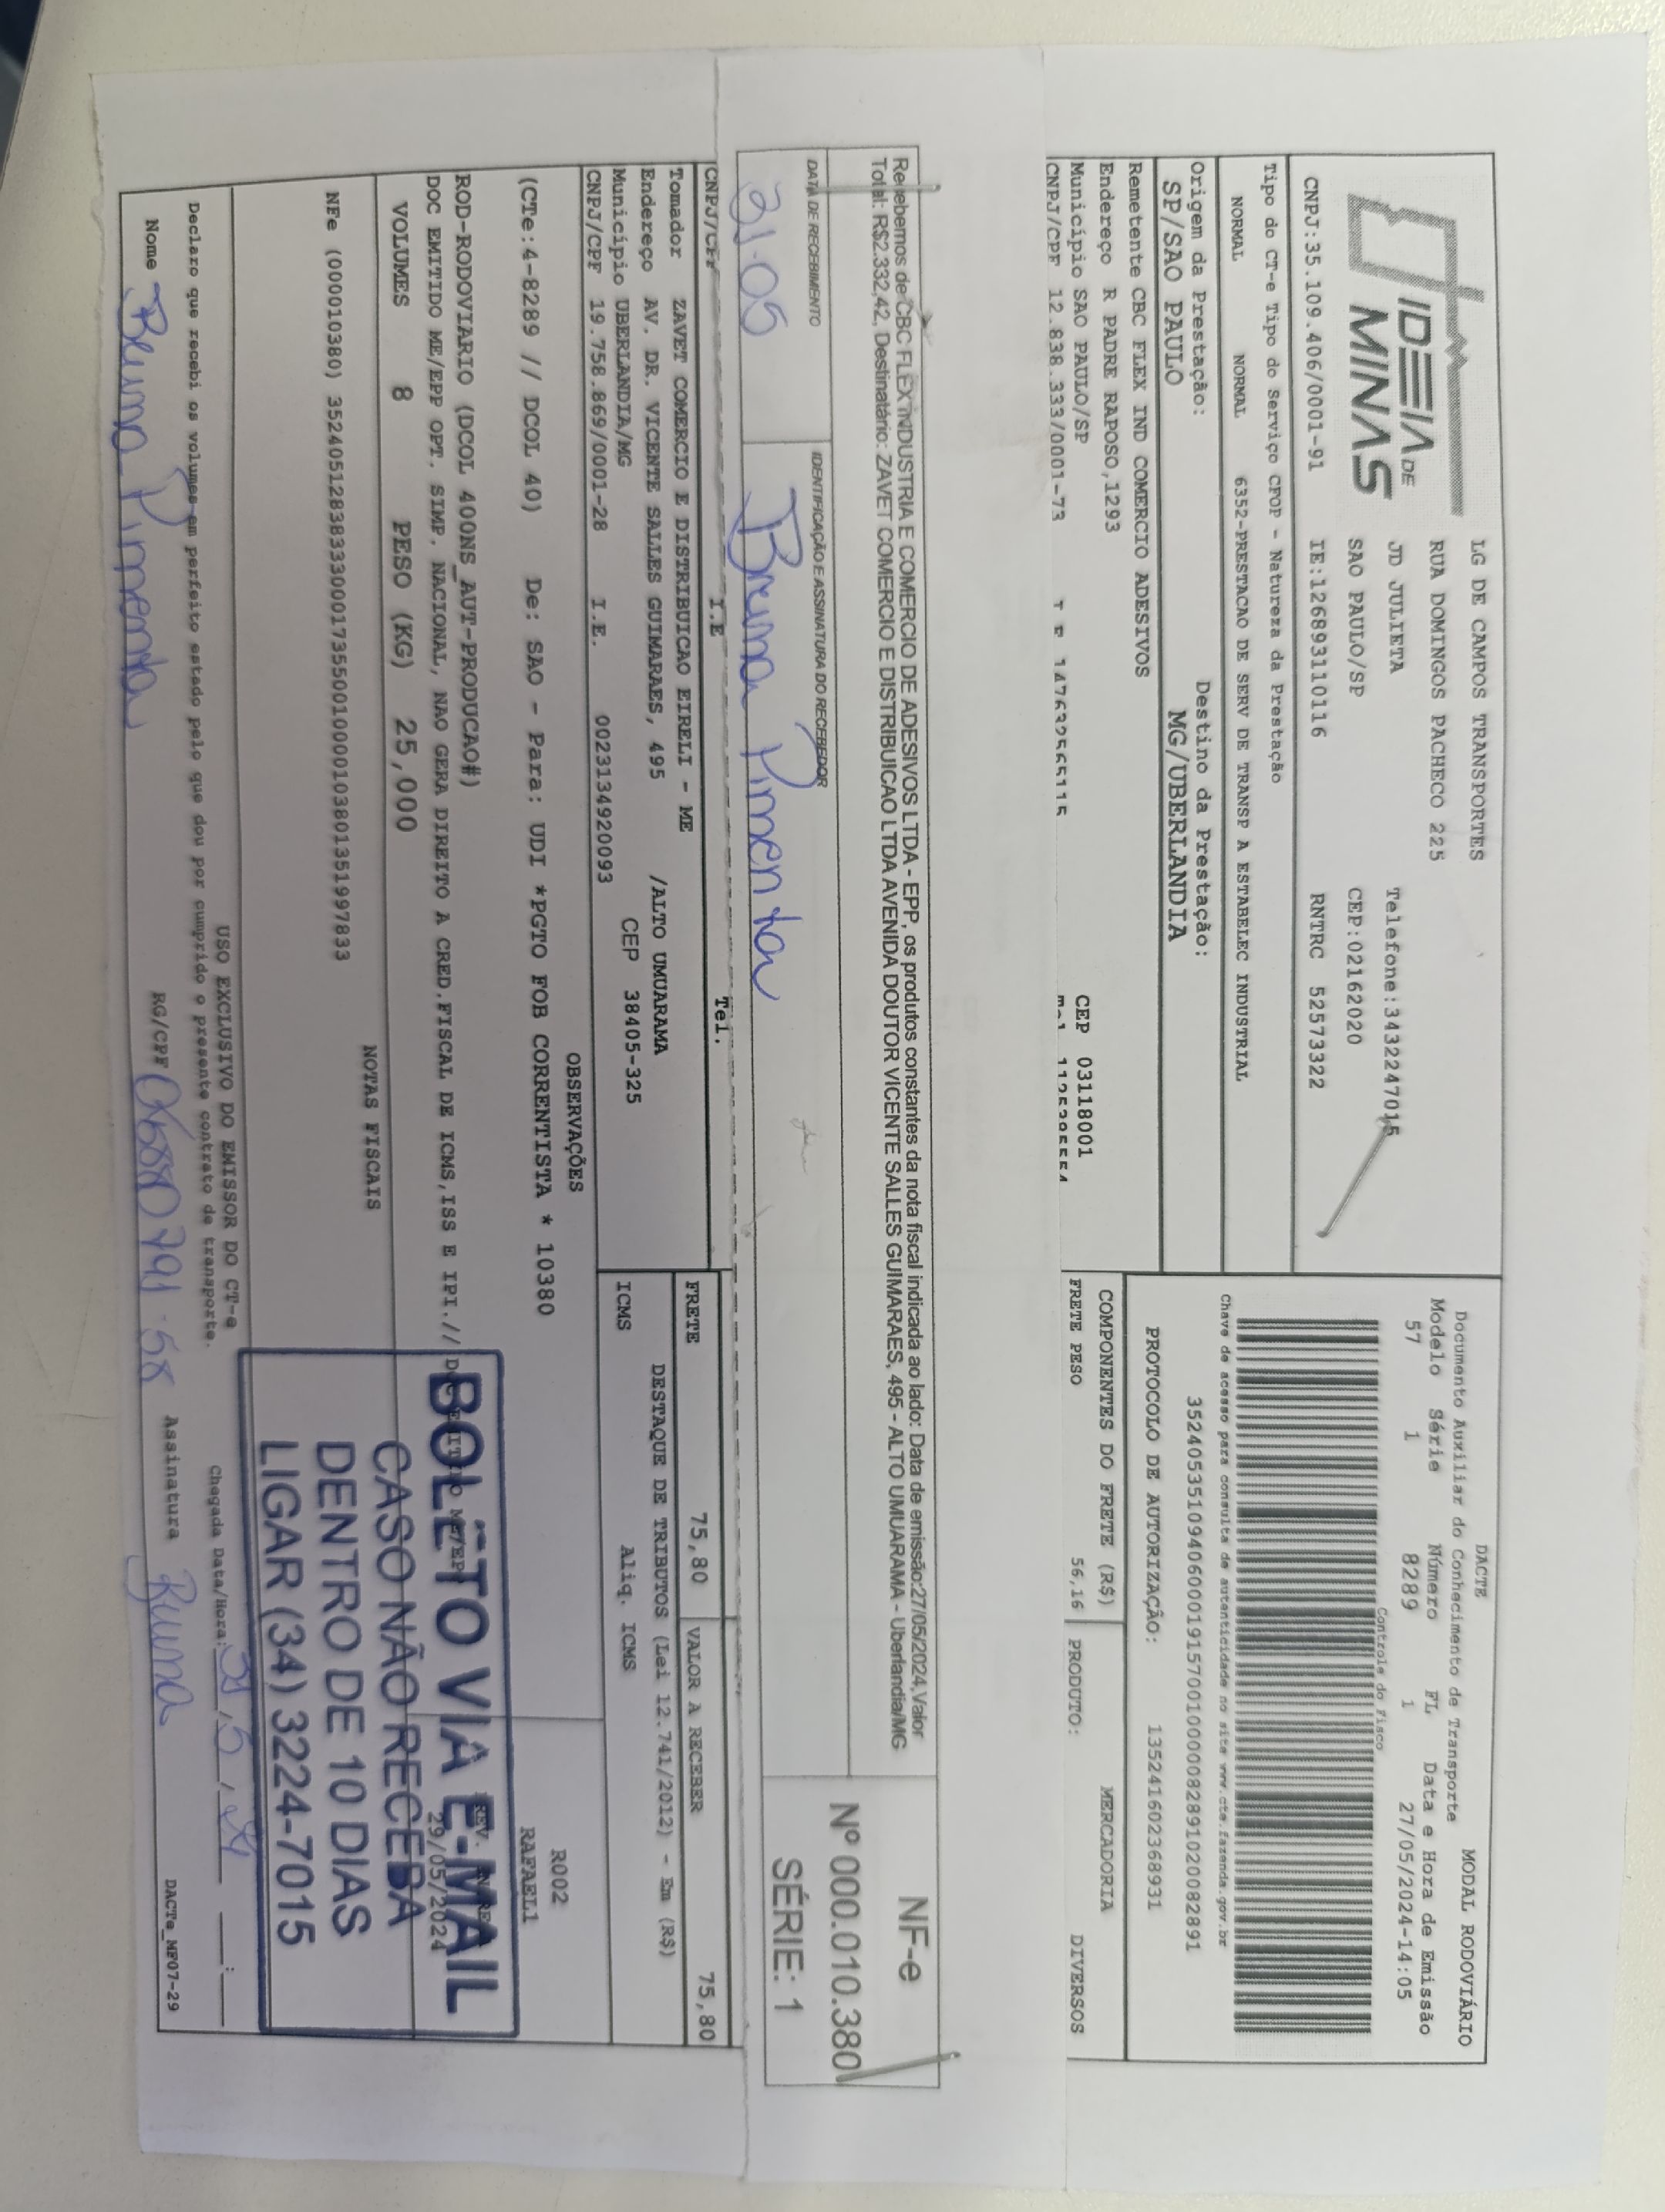 IDEIA DE
MINAS
LG DE CAMPOS TRANSPORTES
RUA DOMINGOS PACHECO 225
JD JULIETA Telefone:3432247015
SAO PAULO/SP CEP:02162020
CNPJ:35.109.406/0001-91 IE:126893110116 RNTRC 52573322
DACTE MODAL RODOVIÁRIO
Documento Auxiliar do Conhecimento de Transporte
Modelo Série Número FL Data e Hora de Emissão
57 1 8289 1 27/05/2024-14:05
Controle do Fisco
Tipo do CT-e Tipo do Serviço CFOP - Natureza da Prestação
NORMAL NORMAL 6352-PRESTACAO DE SERV DE TRANSP A ESTABELEC INDUSTRIAL
Chave de acesso para consulta de autenticidade no site www.cte.fazenda.gov.br
35240535109406000191570010000082891020082891
Origem da Prestação: Destino da Prestação:
SP/SAO PAULO MG/UBERLANDIA
PROTOCOLO DE AUTORIZAÇÃO: 135241602368931
Remetente CBC FLEX IND COMERCIO ADESIVOS
Endereço R PADRE RAPOSO,1293
Município SAO PAULO/SP CEP 03118001
CNPJ/CPF 12.838.333/0001-73
COMPONENTES DO FRETE (R$) MERCADORIA
FRETE PESO 56,16 PRODUTO: DIVERSOS
Recebemos de CBC FLEX INDUSTRIA E COMERCIO DE ADESIVOS LTDA - EPP, os produtos constantes da nota fiscal indicada ao lado: Data de emissão:27/05/2024,Valor
Total: R$2.332,42, Destinatário: ZAVET COMERCIO E DISTRIBUICAO LTDA AVENIDA DOUTOR VICENTE SALLES GUIMARAES, 495 - ALTO UMUARAMA - Uberlandia/MG
DATA DE RECEBIMENTO IDENTIFICAÇÃO E ASSINATURA DO RECEBEDOR
Bruna Pimenta
NF-e
Nº 000.010.380
SÉRIE: 1
CNPJ/CPF I.E Tel.
Tomador ZAVET COMERCIO E DISTRIBUICAO EIRELI - ME
Endereço AV. DR. VICENTE SALLES GUIMARAES, 495 /ALTO UMUARAMA
Município UBERLANDIA/MG CEP 38405-325
CNPJ/CPF 19.758.869/0001-28 I.E. 0023134920093
FRETE 75,80 VALOR A RECEBER 75,80
DESTAQUE DE TRIBUTOS (Lei 12.741/2012) - Em (R$)
ICMS Aliq. ICMS
OBSERVAÇÕES
(CTe:4-8289 // DCOL 40) De: SAO - Para: UDI *PGTO FOB CORRENTISTA * 10380
R002
RAFAEL1
ROD-RODOVIARIO (DCOL 400NS_AUT-PRODUCAO#)
DOC EMITIDO ME/EPP OPT. SIMP. NACIONAL, NAO GERA DIREITO A CRED.FISCAL DE ICMS,ISS E IPI.//
29/05/2024
VOLUMES 8 PESO (KG) 25,000
NOTAS FISCAIS
NFe (000010380) 35240512838333000173550010000103801351997833
BOLETO VIA E-MAIL
CASO NÃO RECEBA
DENTRO DE 10 DIAS
LIGAR (34) 3224-7015
USO EXCLUSIVO DO EMISSOR DO CT-e
Declaro que recebi os volumes em perfeito estado pelo que dou por cumprido o presente contrato de transporte. Chegada Data/Hora:
Nome Bruna Pimenta RG/CPF Assinatura Bruna
DACTe_MF07-29